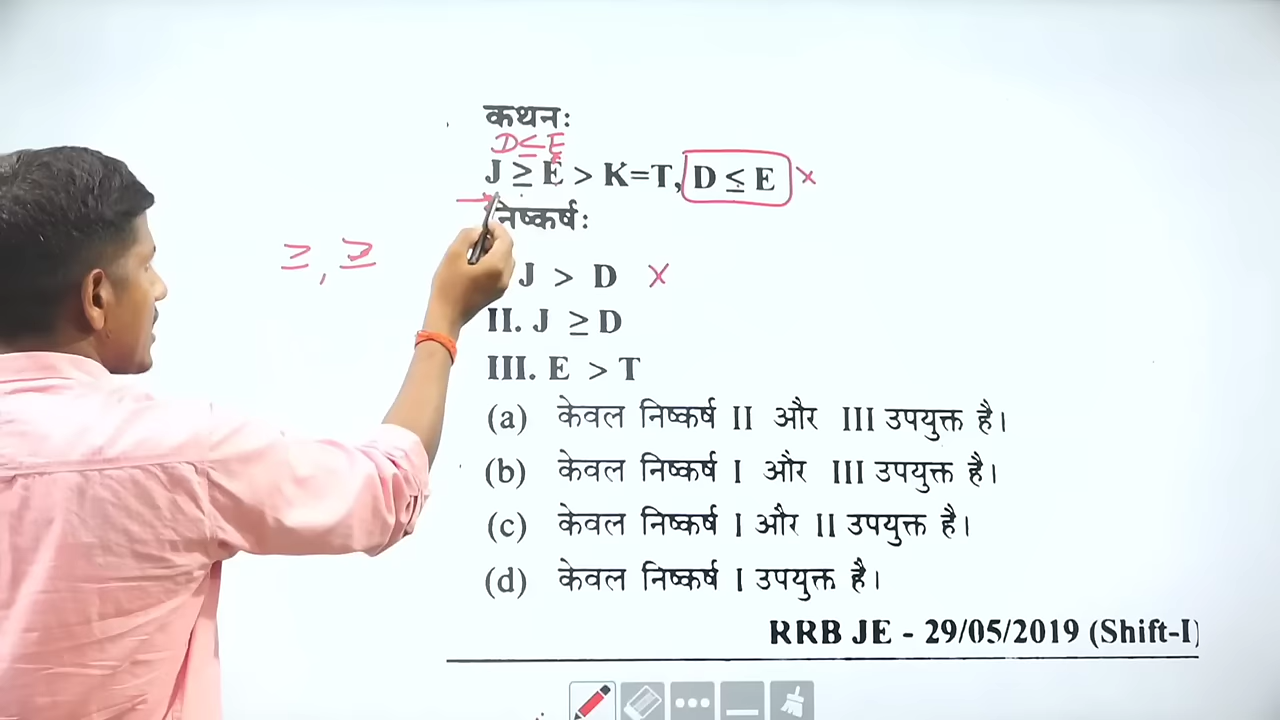 कथनः
D ≤ E
J ≥ E > K=T, D ≤ E ×
निष्कर्षः
≥, ≥
J > D ×
II. J ≥ D
III. E > T
(a) केवल निष्कर्ष II और III उपयुक्त है।
(b) केवल निष्कर्ष I और III उपयुक्त है।
(c) केवल निष्कर्ष I और II उपयुक्त है।
(d) केवल निष्कर्ष I उपयुक्त है।
RRB JE - 29/05/2019 (Shift-I)